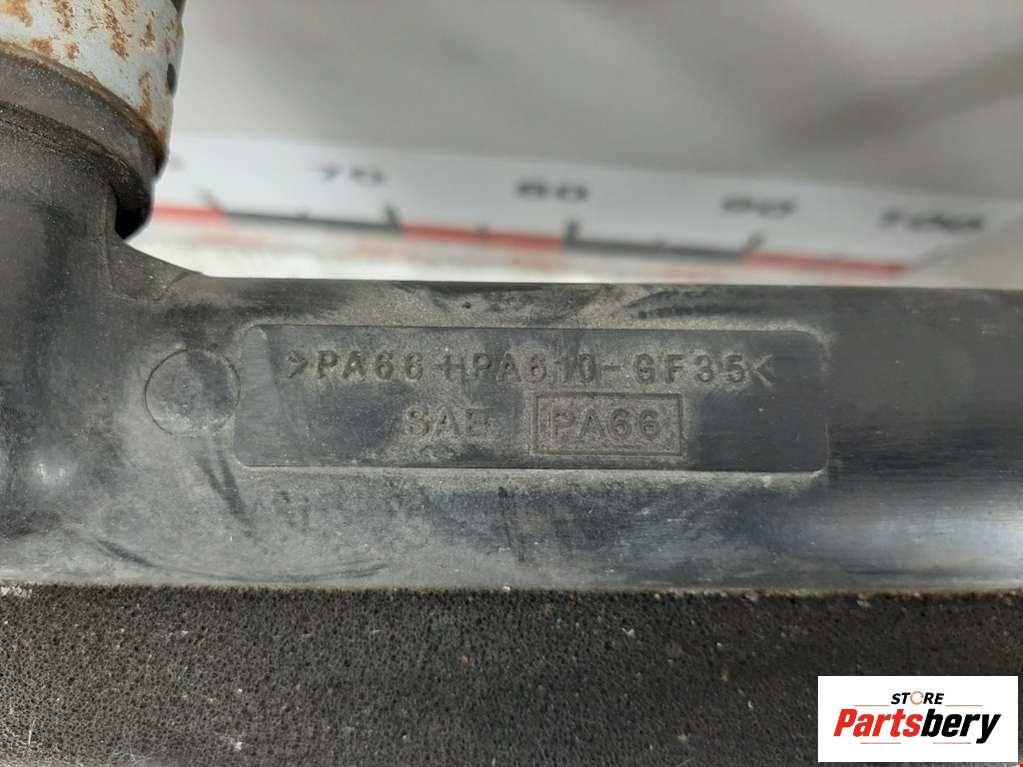 70 80 90 100
>PA66+PA610-GF35<
SAE PA66
STORE
Partsbery